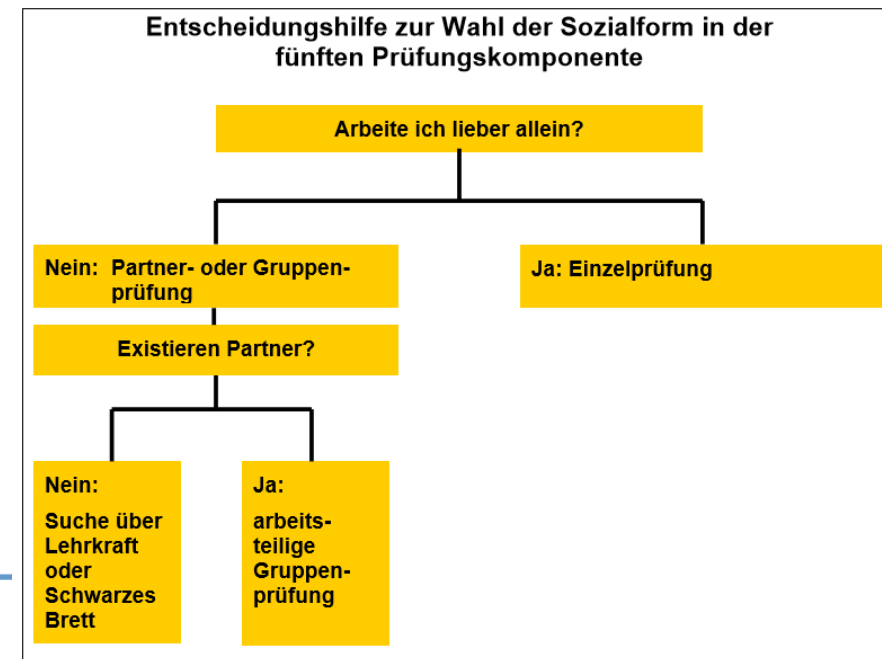 Entscheidungshilfe zur Wahl der Sozialform in der
fünften Prüfungskomponente
Arbeite ich lieber allein?
Nein: Partner- oder Gruppen-
prüfung
Ja: Einzelprüfung
Existieren Partner?
Nein:
Suche über
Lehrkraft
oder
Schwarzes
Brett
Ja:
arbeits-
teilige
Gruppen-
prüfung